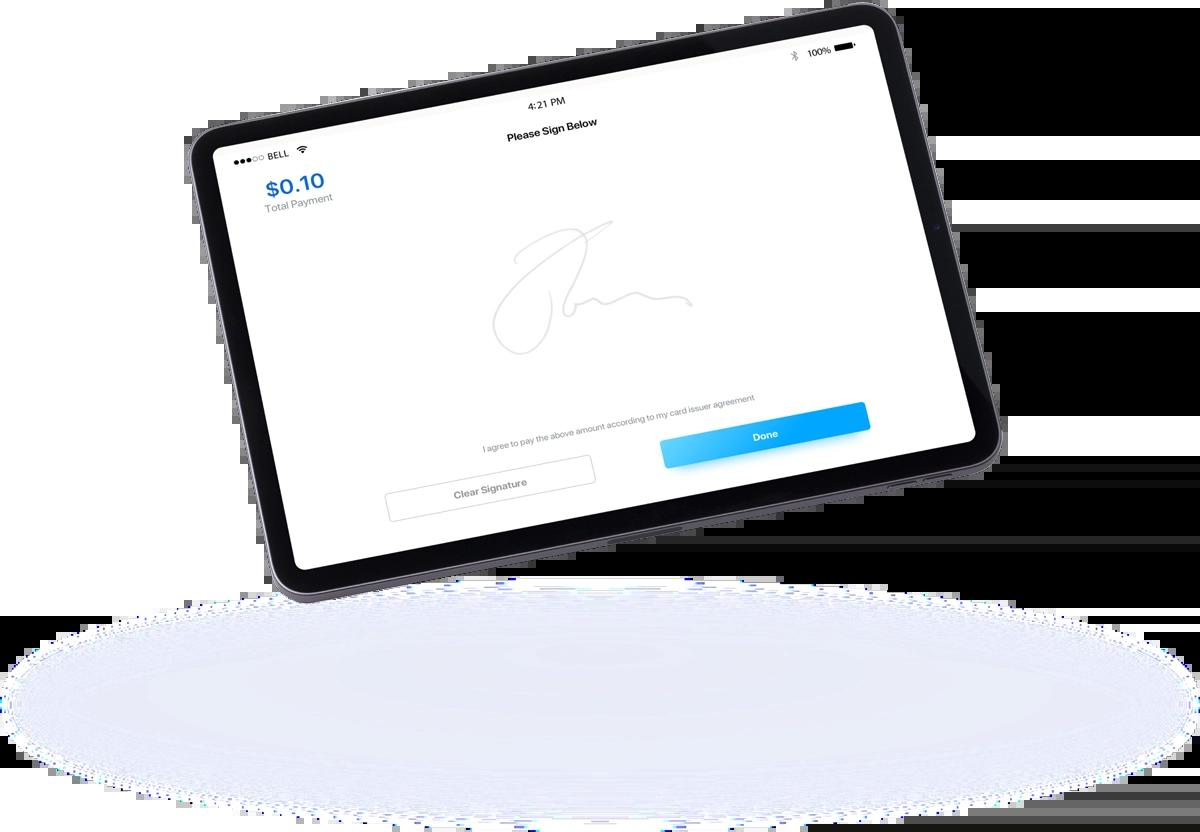 BELL
4:21 PM
100%
Please Sign Below
$0.10
Total Payment
I agree to pay the above amount according to my card issuer agreement
Clear Signature
Done